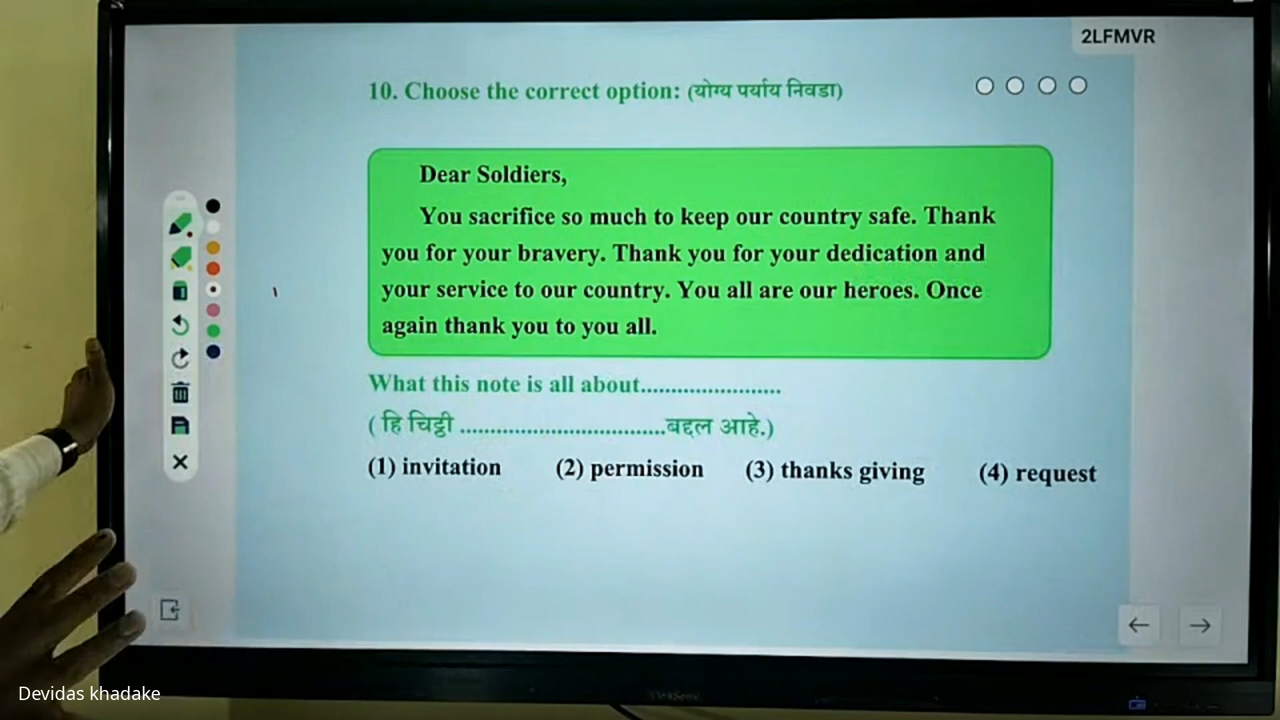 2LFMVR
10. Choose the correct option: (योग्य पर्याय निवडा)
Dear Soldiers,
You sacrifice so much to keep our country safe. Thank
you for your bravery. Thank you for your dedication and
your service to our country. You all are our heroes. Once
again thank you to you all.
What this note is all about.......................
( हि चिट्ठी .................................बद्दल आहे.)
(1) invitation (2) permission (3) thanks giving (4) request
ViewSonic
Devidas khadake